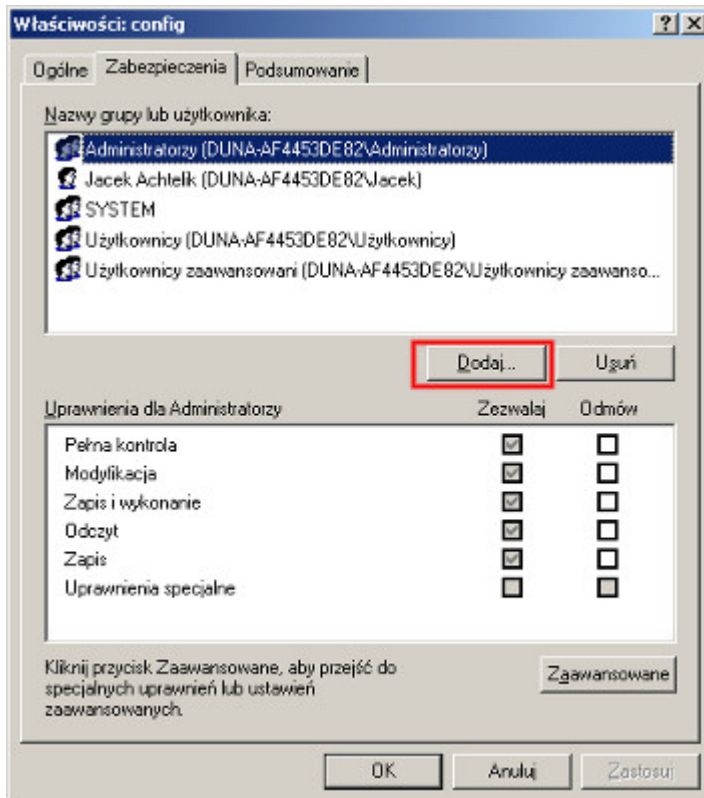 Właściwości: config
Ogólne
Zabezpieczenia
Podsumowanie
Nazwy grupy lub użytkownika:
Administratorzy (DUNA-AF4453DE82\Administratorzy)
Jacek Achtelik (DUNA-AF4453DE82\Jacek)
SYSTEM
Użytkownicy (DUNA-AF4453DE82\Użytkownicy)
Użytkownicy zaawansowani (DUNA-AF4453DE82\Użytkownicy zaawanso...
Dodaj...
Usuń
Uprawnienia dla Administratorzy
Zezwalaj
Odmów
Pełna kontrola
Modyfikacja
Zapis i wykonanie
Odczyt
Zapis
Uprawnienia specjalne
Kliknij przycisk Zaawansowane, aby przejść do
specjalnych uprawnień lub ustawień
zaawansowanych.
Zaawansowane
OK
Anuluj
Zastosuj